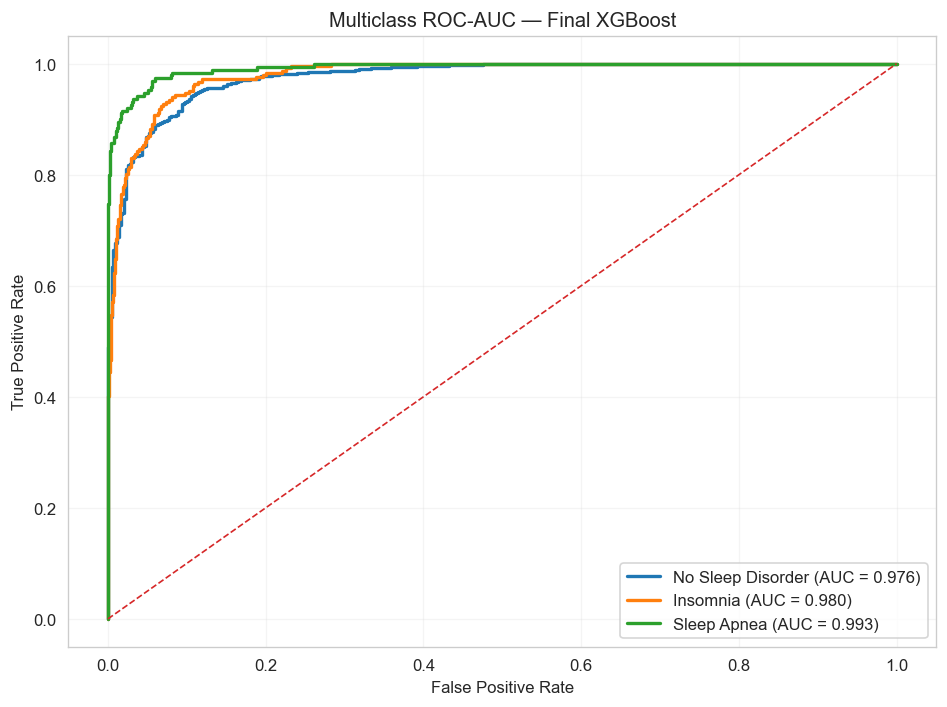 Multiclass ROC-AUC — Final XGBoost
True Positive Rate
1.0
0.8
0.6
0.4
0.2
0.0
No Sleep Disorder (AUC = 0.976)
Insomnia (AUC = 0.980)
Sleep Apnea (AUC = 0.993)
0.0 0.2 0.4 0.6 0.8 1.0
False Positive Rate